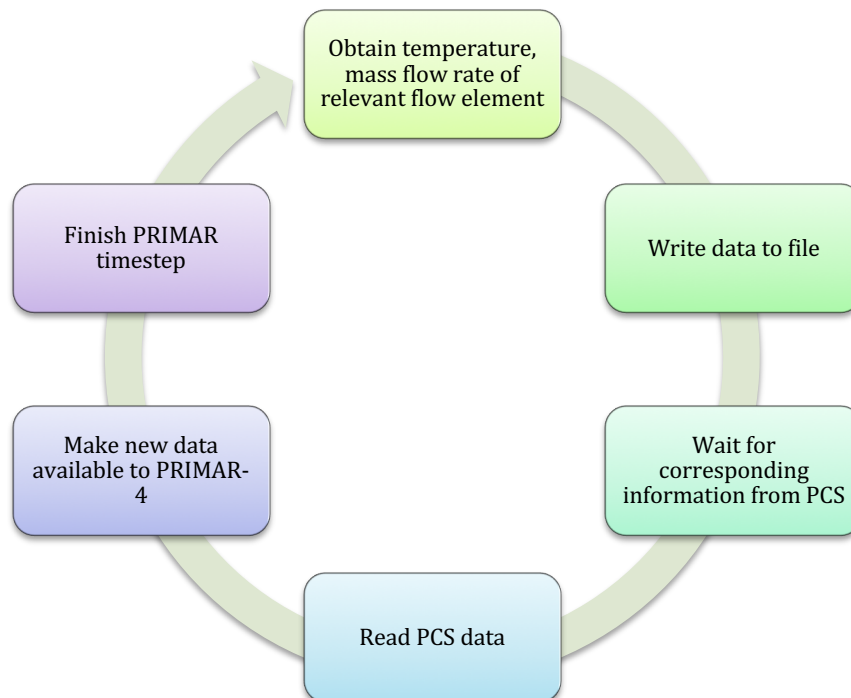 Obtain temperature,
mass flow rate of
relevant flow element
Write data to file
Wait for
corresponding
information from PCS
Read PCS data
Make new data
available to PRIMAR-
4
Finish PRIMAR
timestep